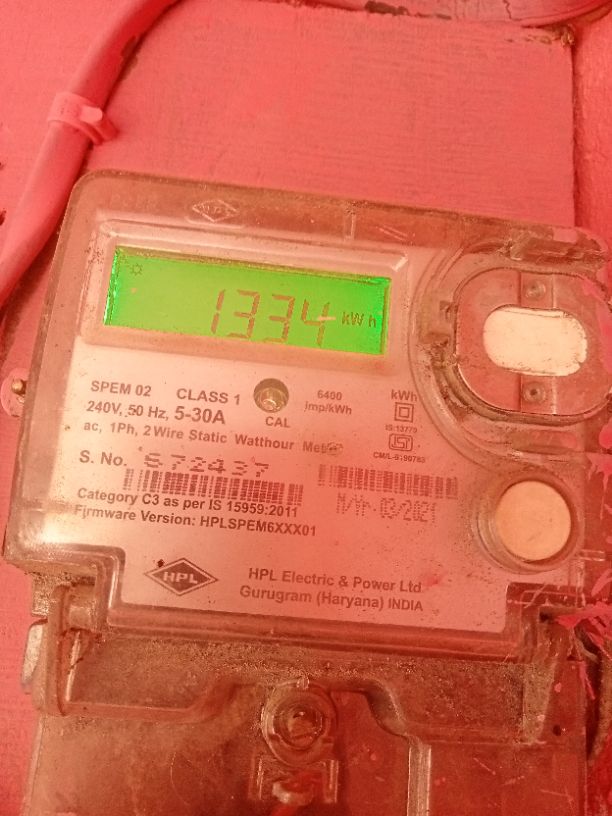 HPL
1334 kWh
SPEM 02 CLASS 1
6400
imp/kWh
kWh
240V, 50 Hz, 5-30A
CAL
IS:13779
ac, 1Ph, 2 Wire Static Watthour Meter
S. No. 672437
Category C3 as per IS 15959:2011
M/Yr. 03/2021
Firmware Version: HPLSPEM6XXX01
HPL
HPL Electric & Power Ltd
Gurugram (Haryana) INDIA